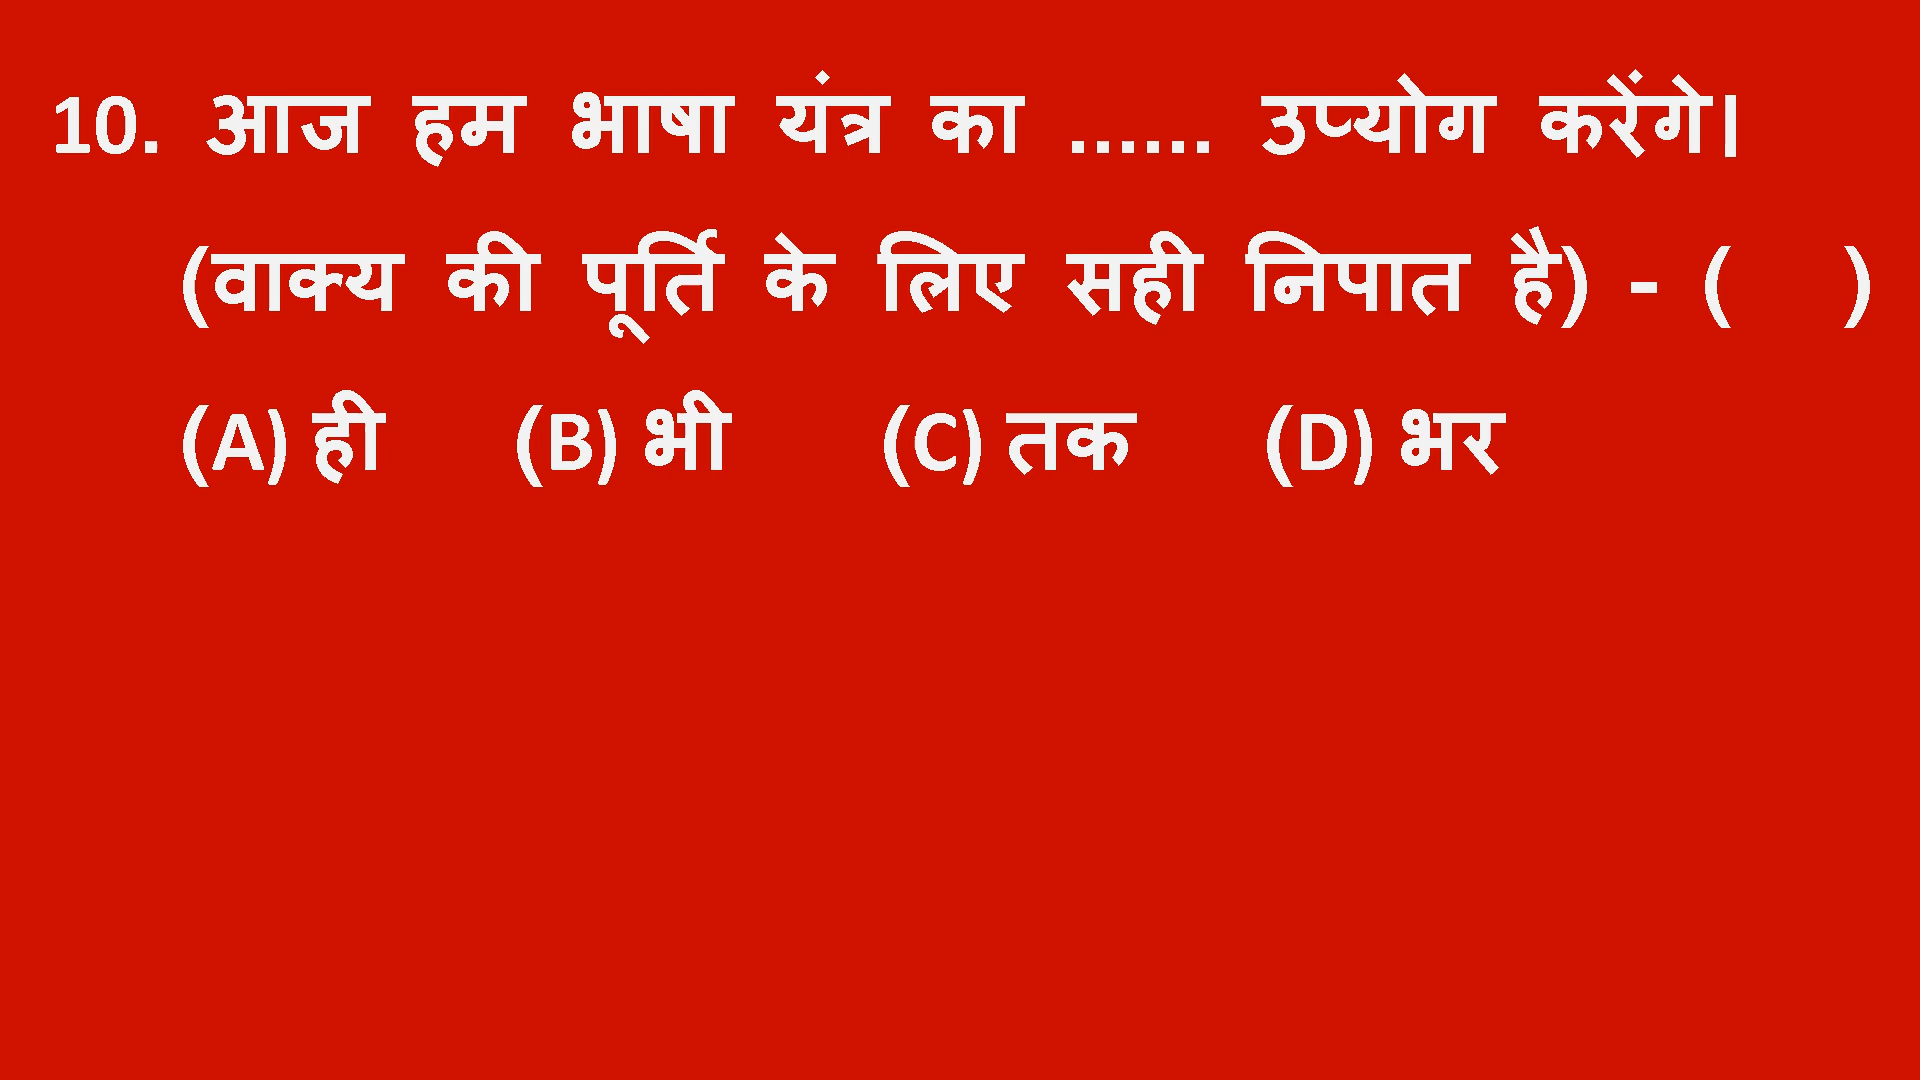 10. आज हम भाषा यंत्र का ...... उप्योग करेंगे।
(वाक्य की पूर्ति के लिए सही निपात है) - ( )
(A) ही (B) भी (C) तक (D) भर